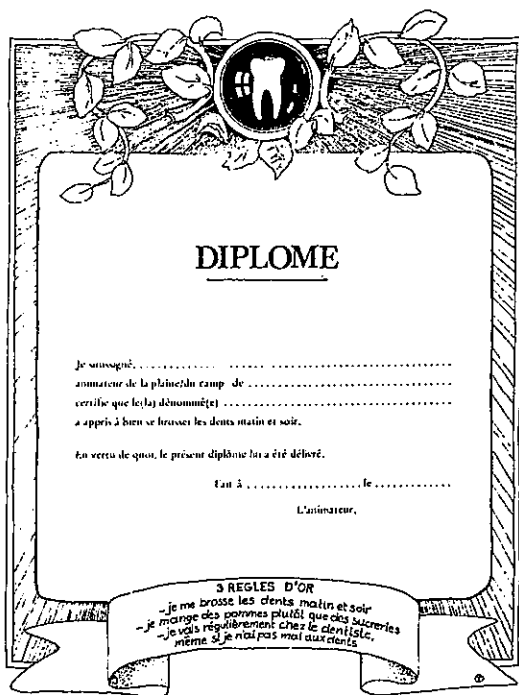 DIPLOME
Je soussigné, .......................................................
animateur de la plaine/du camp de .......................................
certifie que le(la) dénommé(e) .......................................
a appris à bien se brosser les dents matin et soir.
En vertu de quoi, le présent diplôme lui a été délivré.
Fait à ......................., le ...............
L'animateur,
3 REGLES D'OR
- je me brosse les dents matin et soir
- je mange des pommes plutôt que des sucreries
- je vais régulièrement chez le dentiste,
même si je n'ai pas mal aux dents